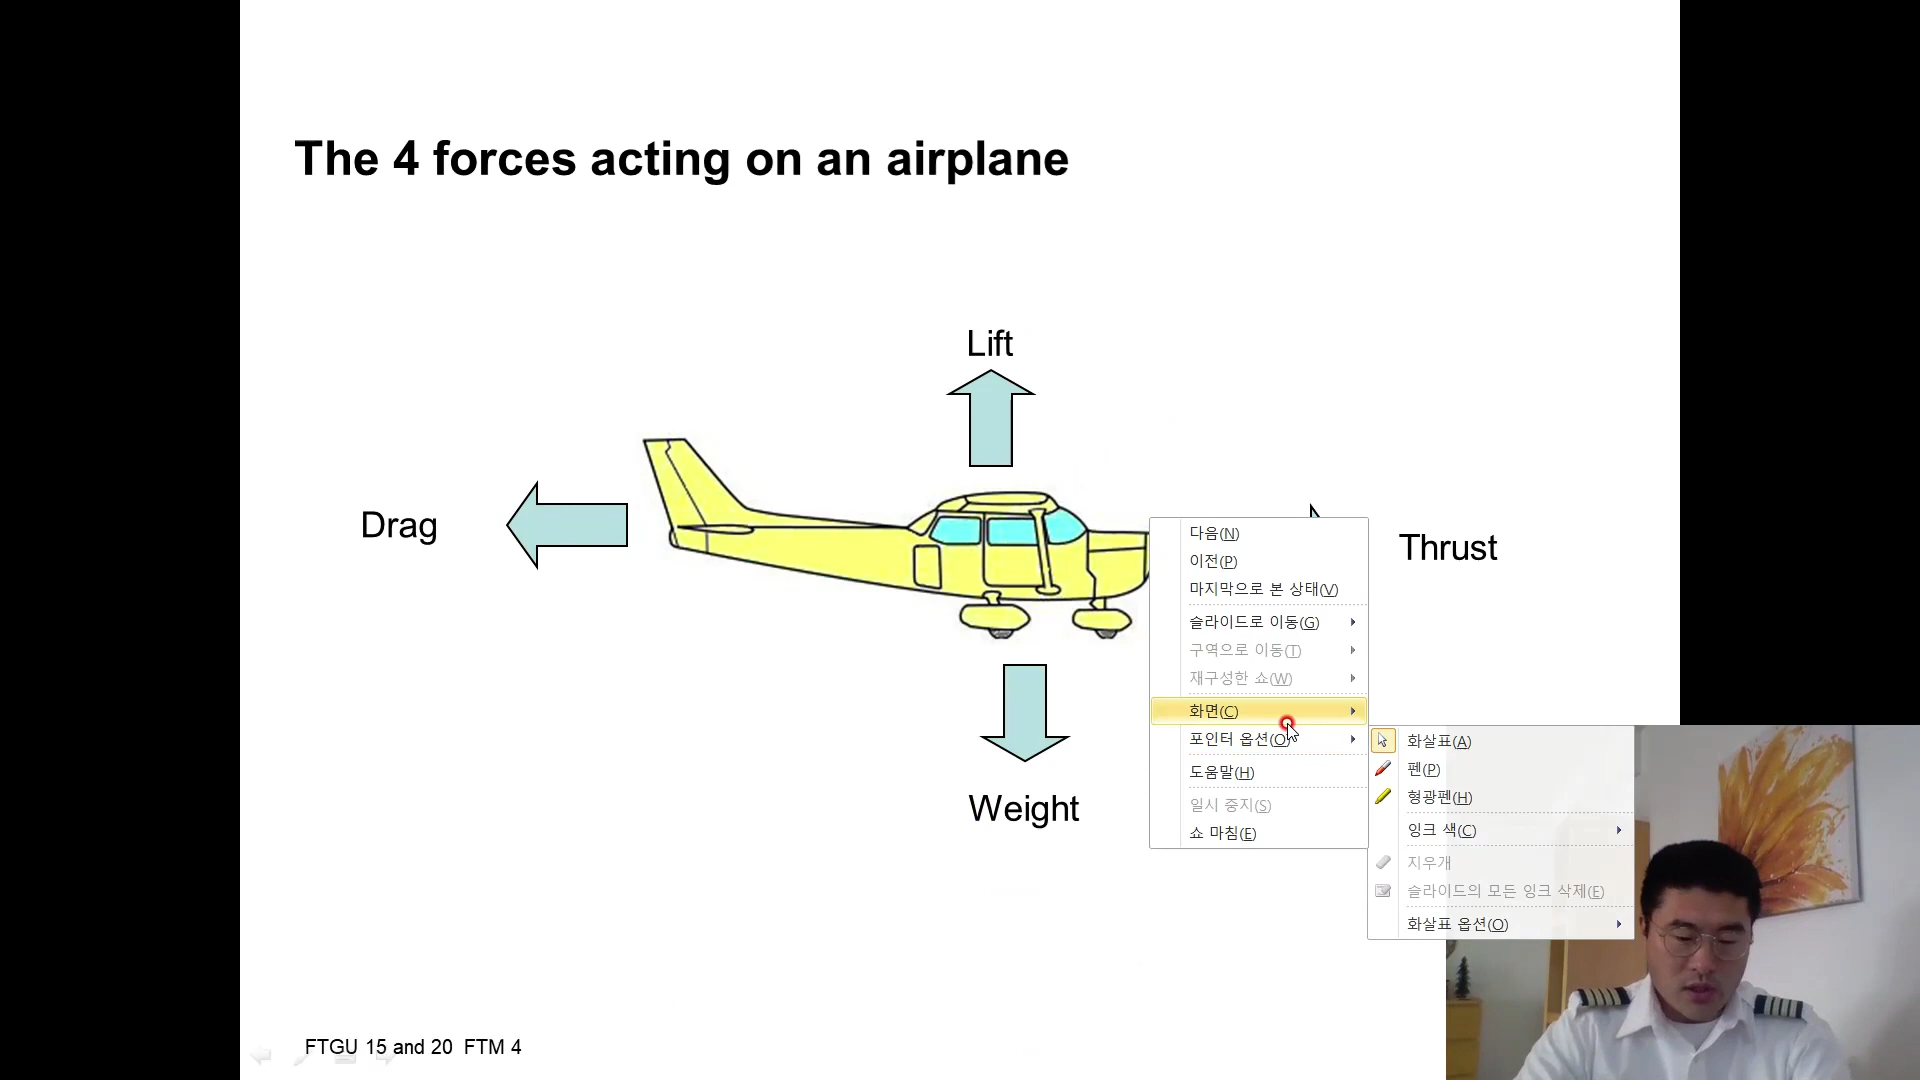 The 4 forces acting on an airplane
Lift
Drag
Thrust
Weight
다음(N)
이전(P)
마지막으로 본 상태(V)
슬라이드로 이동(G)
구역으로 이동(T)
재구성한 쇼(W)
화면(C)
포인터 옵션(O)
도움말(H)
일시 중지(S)
쇼 마침(E)
화살표(A)
펜(P)
형광펜(H)
잉크 색(C)
지우개
슬라이드의 모든 잉크 삭제(E)
화살표 옵션(O)
FTGU 15 and 20 FTM 4